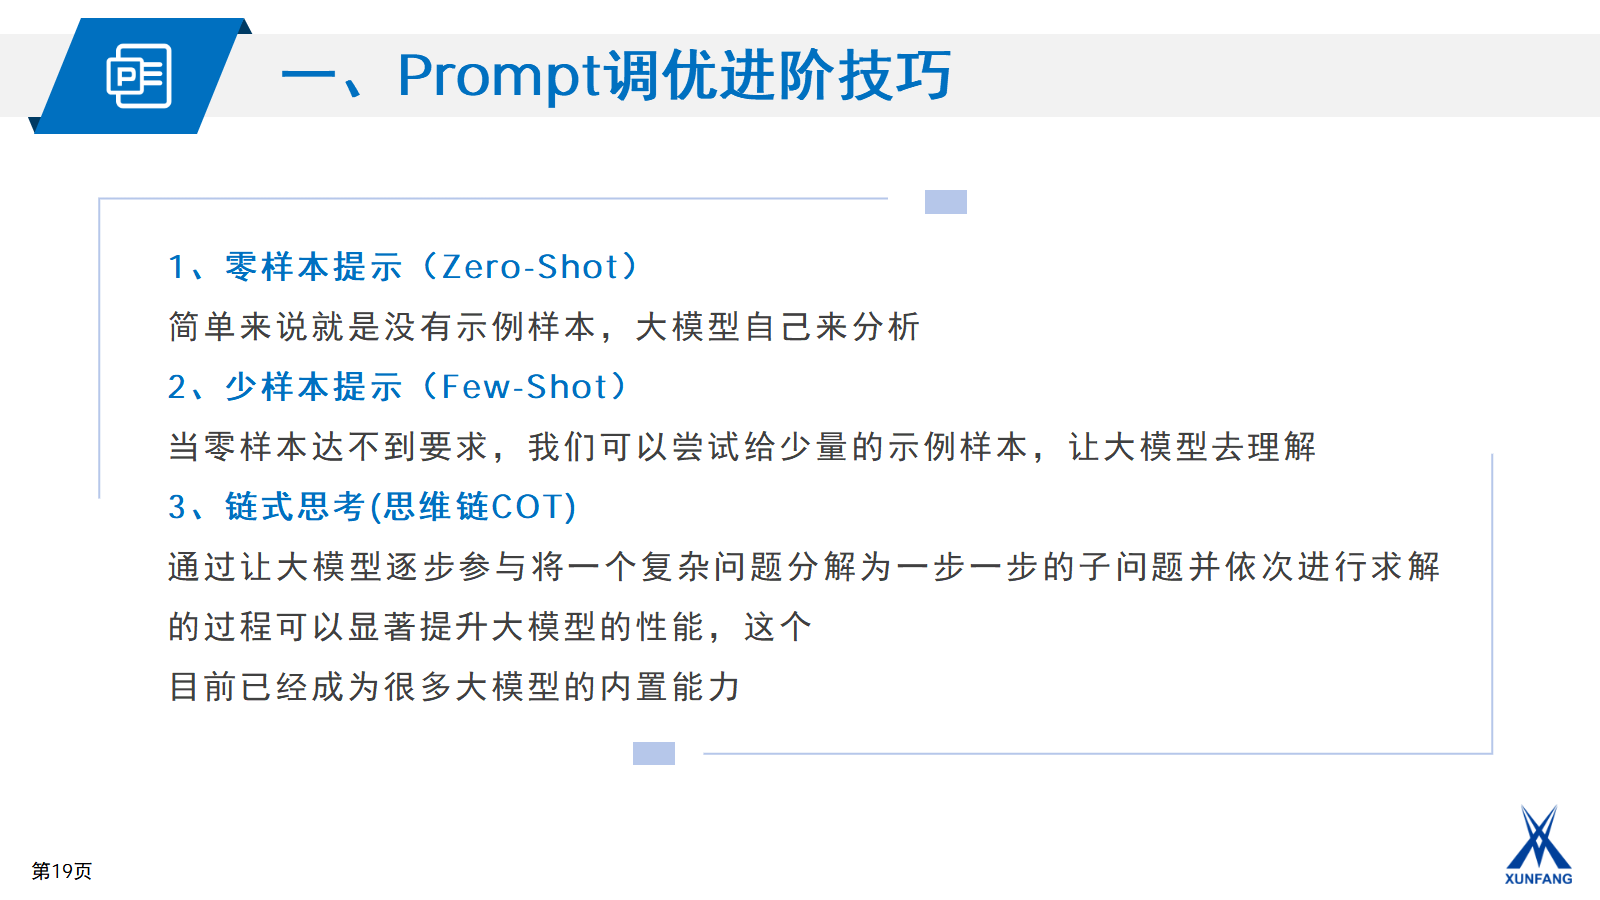 一、Prompt调优进阶技巧
1、零样本提示（Zero-Shot）
简单来说就是没有示例样本，大模型自己来分析
2、少样本提示（Few-Shot）
当零样本达不到要求，我们可以尝试给少量的示例样本，让大模型去理解
3、链式思考(思维链COT)
通过让大模型逐步参与将一个复杂问题分解为一步一步的子问题并依次进行求解
的过程可以显著提升大模型的性能，这个
目前已经成为很多大模型的内置能力
第19页
XUNFANG